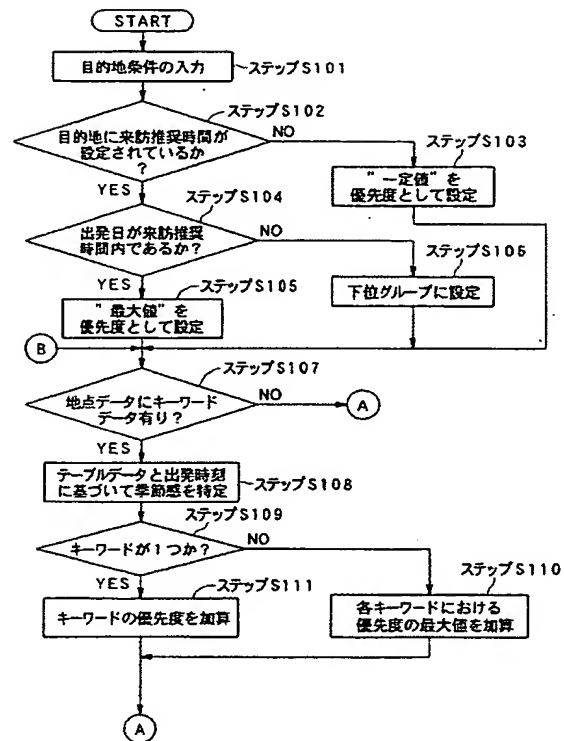 START
目的地条件の入力
ステップS101
ステップS102
目的地に来訪推奨時間が
設定されているか
?
NO
ステップS103
"一定値"を
優先度として設定
YES
ステップS104
出発日が来訪推奨
時間内であるか?
NO
ステップS106
下位グループに設定
YES
ステップS105
"最大値"を
優先度として設定
B
ステップS107
地点データにキーワード
データ有り?
NO
A
YES
テーブルデータと出発時刻
に基づいて季節感を特定
ステップS108
ステップS109
キーワードが1つか?
NO
ステップS110
各キーワードにおける
優先度の最大値を加算
YES
ステップS111
キーワードの優先度を加算
A